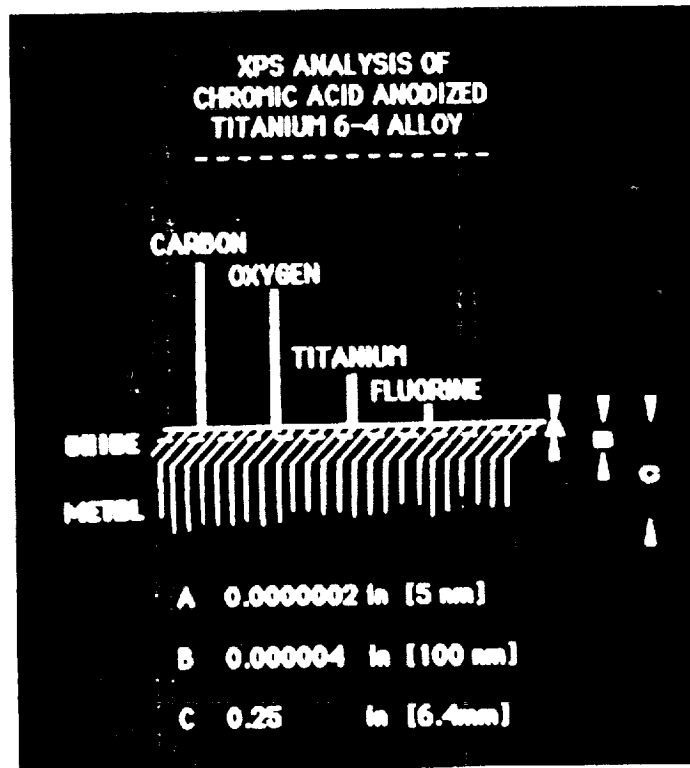 XPS ANALYSIS OF
CHROMIC ACID ANODIZED
TITANIUM 6-4 ALLOY
CARBON
OXYGEN
TITANIUM
FLUORINE
OXIDE
A
B
METAL
C
A 0.0000002 in [5 nm]
B 0.000004 in [100 nm]
C 0.25 in [6.4mm]